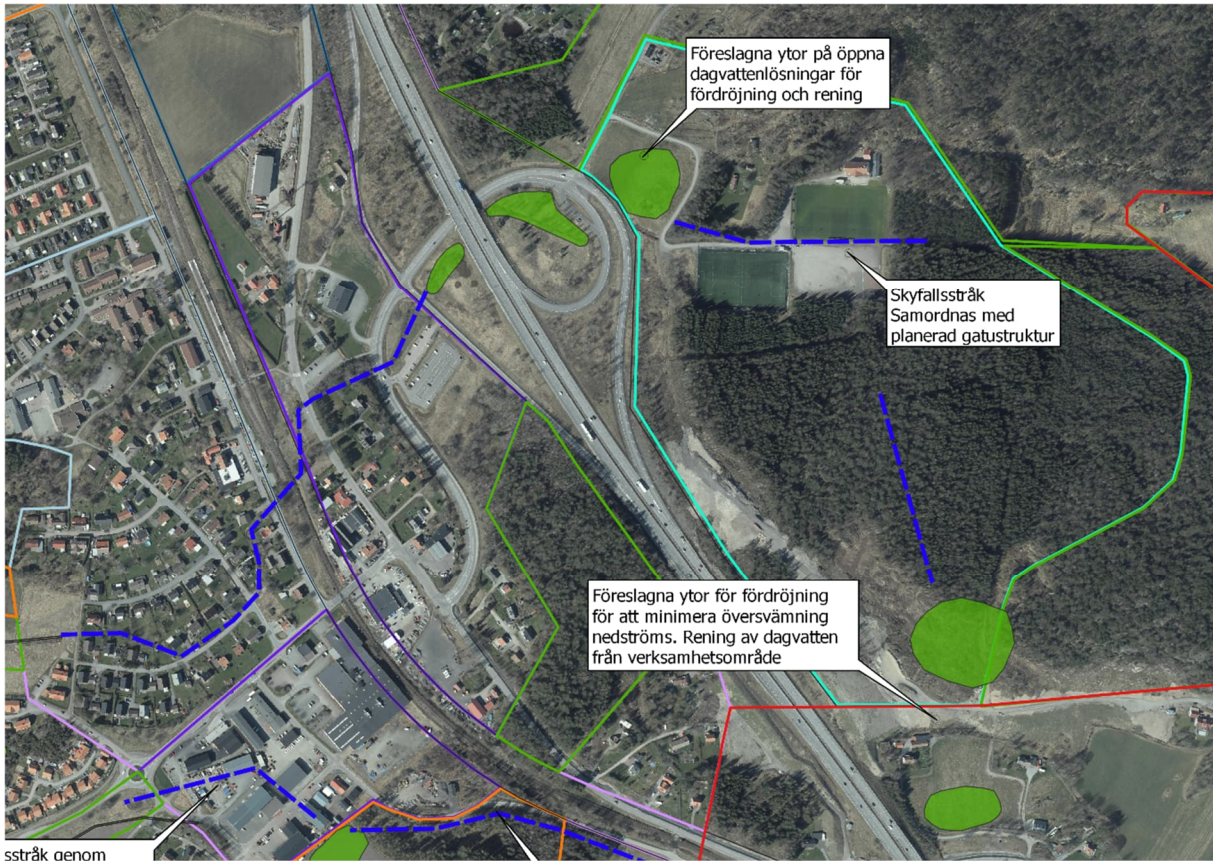 Föreslagna ytor på öppna
dagvattenlösningar för
fördröjning och rening
Skyfallsstråk
Samordnas med
planerad gatustruktur
Föreslagna ytor för fördröjning
för att minimera översvämning
nedströms. Rening av dagvatten
från verksamhetsområde
sstråk genom